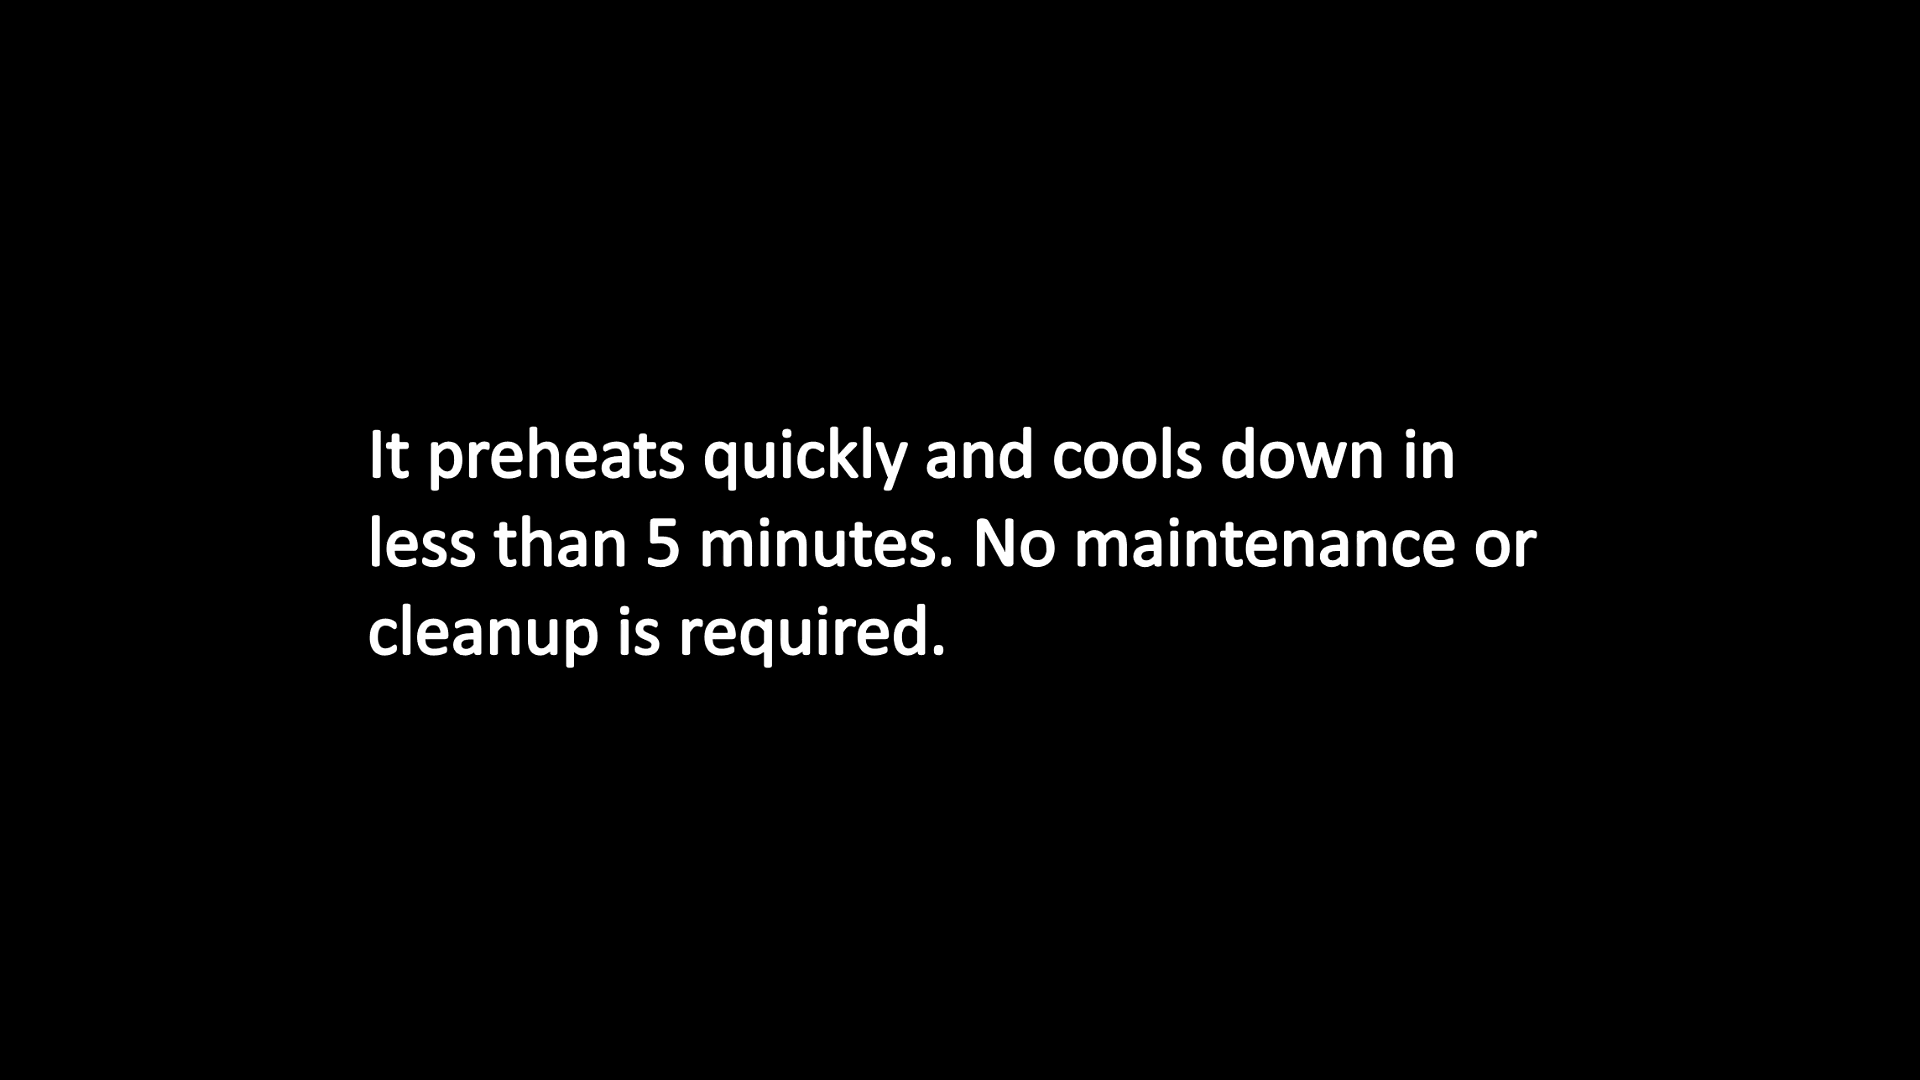 It preheats quickly and cools down in
less than 5 minutes. No maintenance or
cleanup is required.